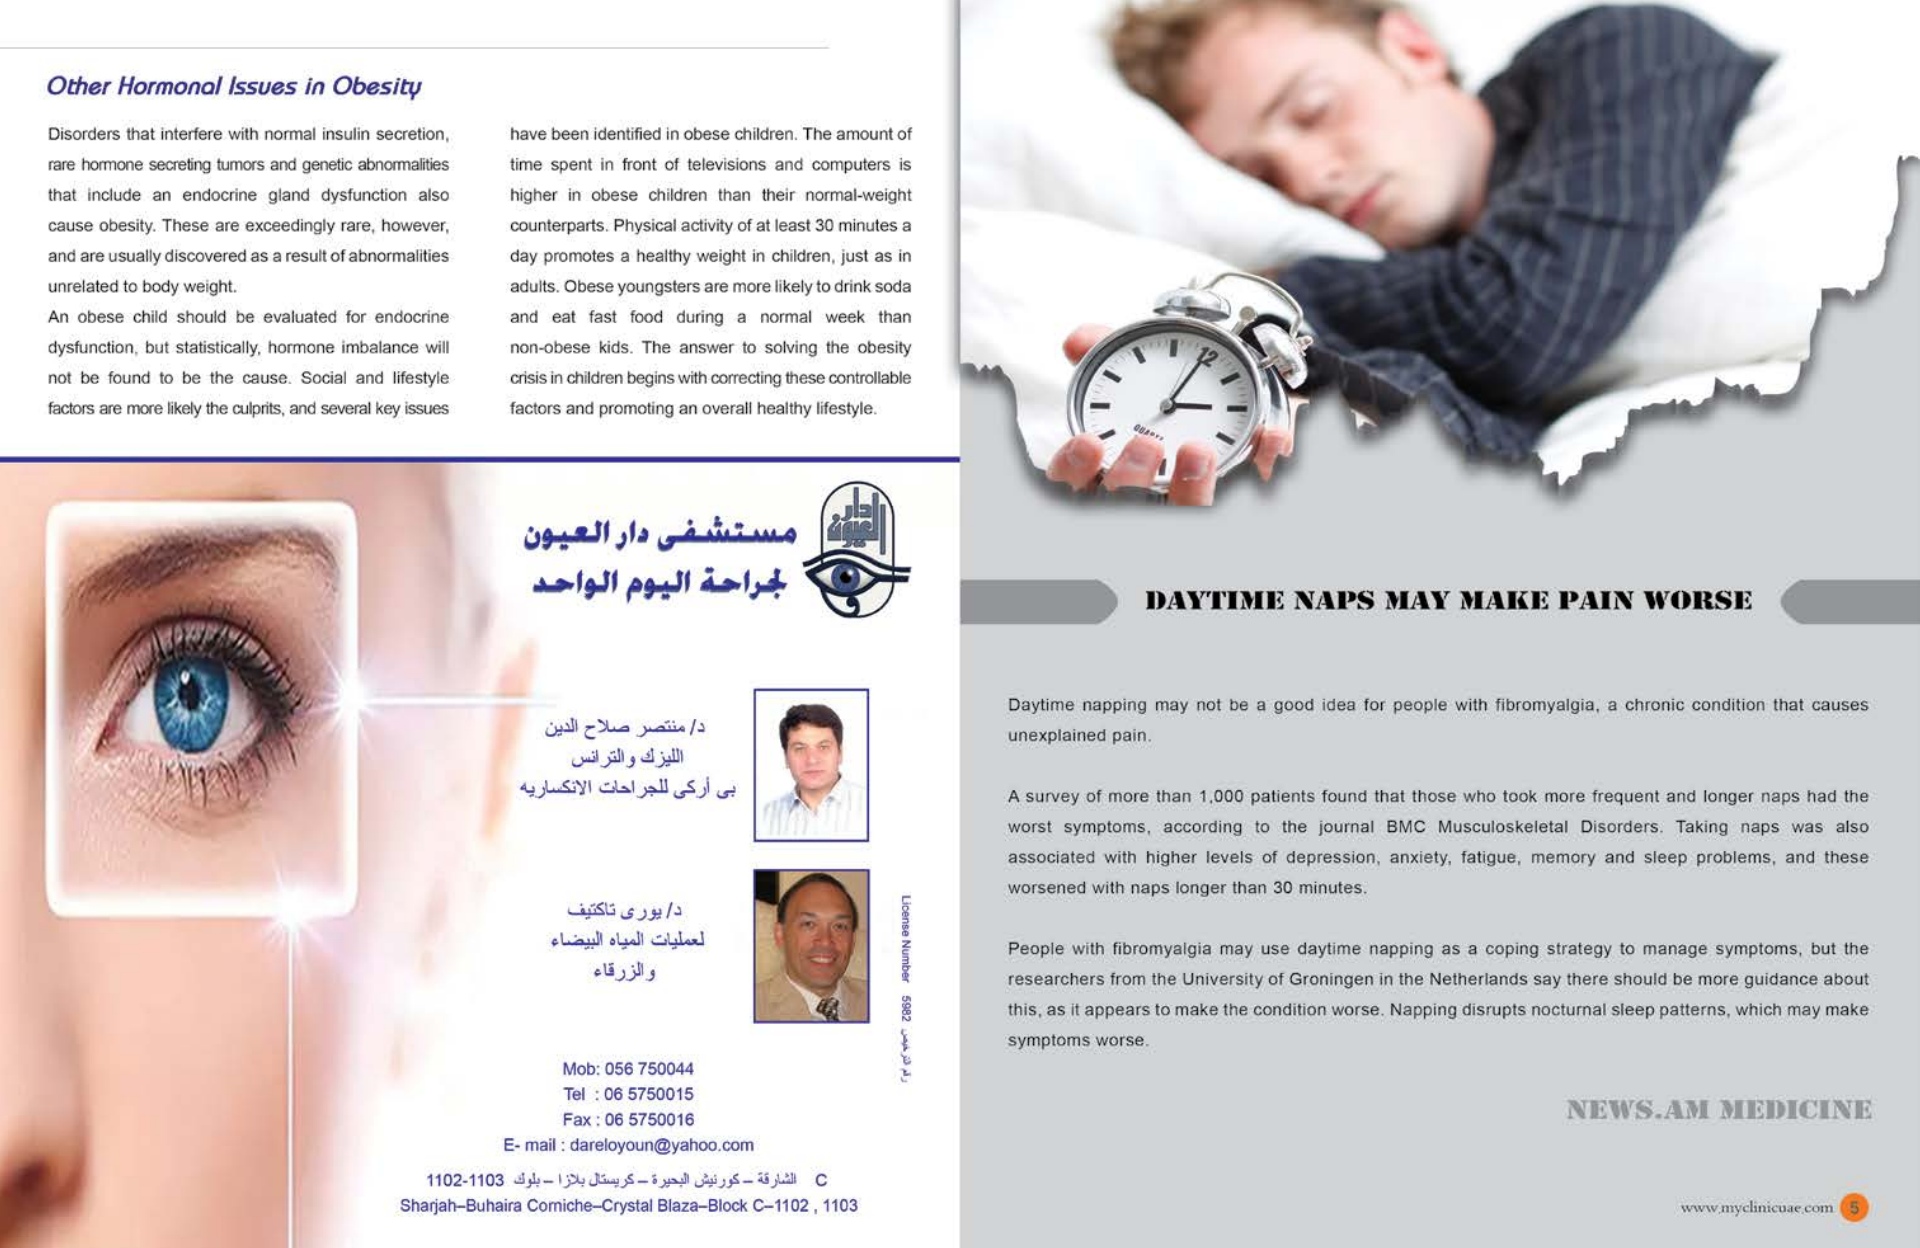 Other Hormonal Issues in Obesity
Disorders that interfere with normal insulin secretion,
rare hormone secreting tumors and genetic abnormalities
that include an endocrine gland dysfunction also
cause obesity. These are exceedingly rare, however,
and are usually discovered as a result of abnormalities
unrelated to body weight.
An obese child should be evaluated for endocrine
dysfunction, but statistically, hormone imbalance will
not be found to be the cause. Social and lifestyle
factors are more likely the culprits, and several key issues
have been identified in obese children. The amount of
time spent in front of televisions and computers is
higher in obese children than their normal-weight
counterparts. Physical activity of at least 30 minutes a
day promotes a healthy weight in children, just as in
adults. Obese youngsters are more likely to drink soda
and eat fast food during a normal week than
non-obese kids. The answer to solving the obesity
crisis in children begins with correcting these controllable
factors and promoting an overall healthy lifestyle.
دار
العيون
مستشفى دار العيون
لجراحة اليوم الواحد
د/ منتصر صلاح الدين
الليزك والترانس
بى أركى للجراحات الانكساريه
د/ يورى تاكتيف
لعمليات المياه البيضاء
والزرقاء
License Number 5982 رقم الترخيص
Mob: 056 750044
Tel : 06 5750015
Fax : 06 5750016
E- mail : dareloyoun@yahoo.com
الشارقة – كورنيش البحيرة – كريستال بلازا – بلوك C 1102-1103
Sharjah–Buhaira Corniche–Crystal Blaza–Block C–1102 , 1103
12
QUARTZ
DAYTIME NAPS MAY MAKE PAIN WORSE
Daytime napping may not be a good idea for people with fibromyalgia, a chronic condition that causes
unexplained pain.
A survey of more than 1,000 patients found that those who took more frequent and longer naps had the
worst symptoms, according to the journal BMC Musculoskeletal Disorders. Taking naps was also
associated with higher levels of depression, anxiety, fatigue, memory and sleep problems, and these
worsened with naps longer than 30 minutes.
People with fibromyalgia may use daytime napping as a coping strategy to manage symptoms, but the
researchers from the University of Groningen in the Netherlands say there should be more guidance about
this, as it appears to make the condition worse. Napping disrupts nocturnal sleep patterns, which may make
symptoms worse.
NEWS.AM MEDICINE
www.myclinicuae.com 5